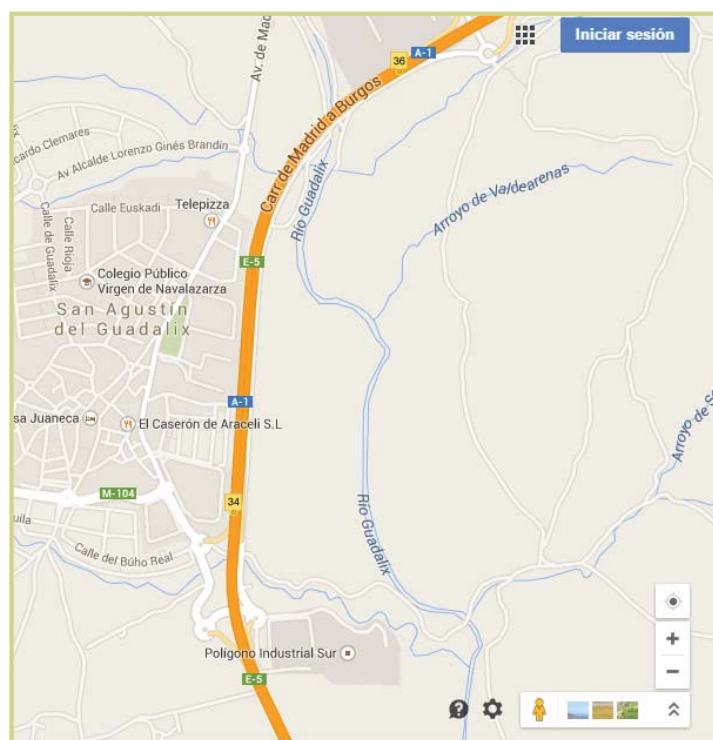 Iniciar sesión
36
A-1
Av. de Mad
Carr de Madrid a Burgos
cardo Clemares
Av Alcalde Lorenzo Ginés Brandín
Calle Euskadi
Telepizza
Río Guadalix
Arroyo de Valdearenas
Calle de Guadalix
Calle Rioja
E-5
Colegio Público
Virgen de Navalazarza
San Agustín
del Guadalix
A-1
sa Juaneca
El Caserón de Araceli S.L
Arroyo de Se
M-104
34
Río Guadalix
uila
Calle del Búho Real
Polígono Industrial Sur
E-5